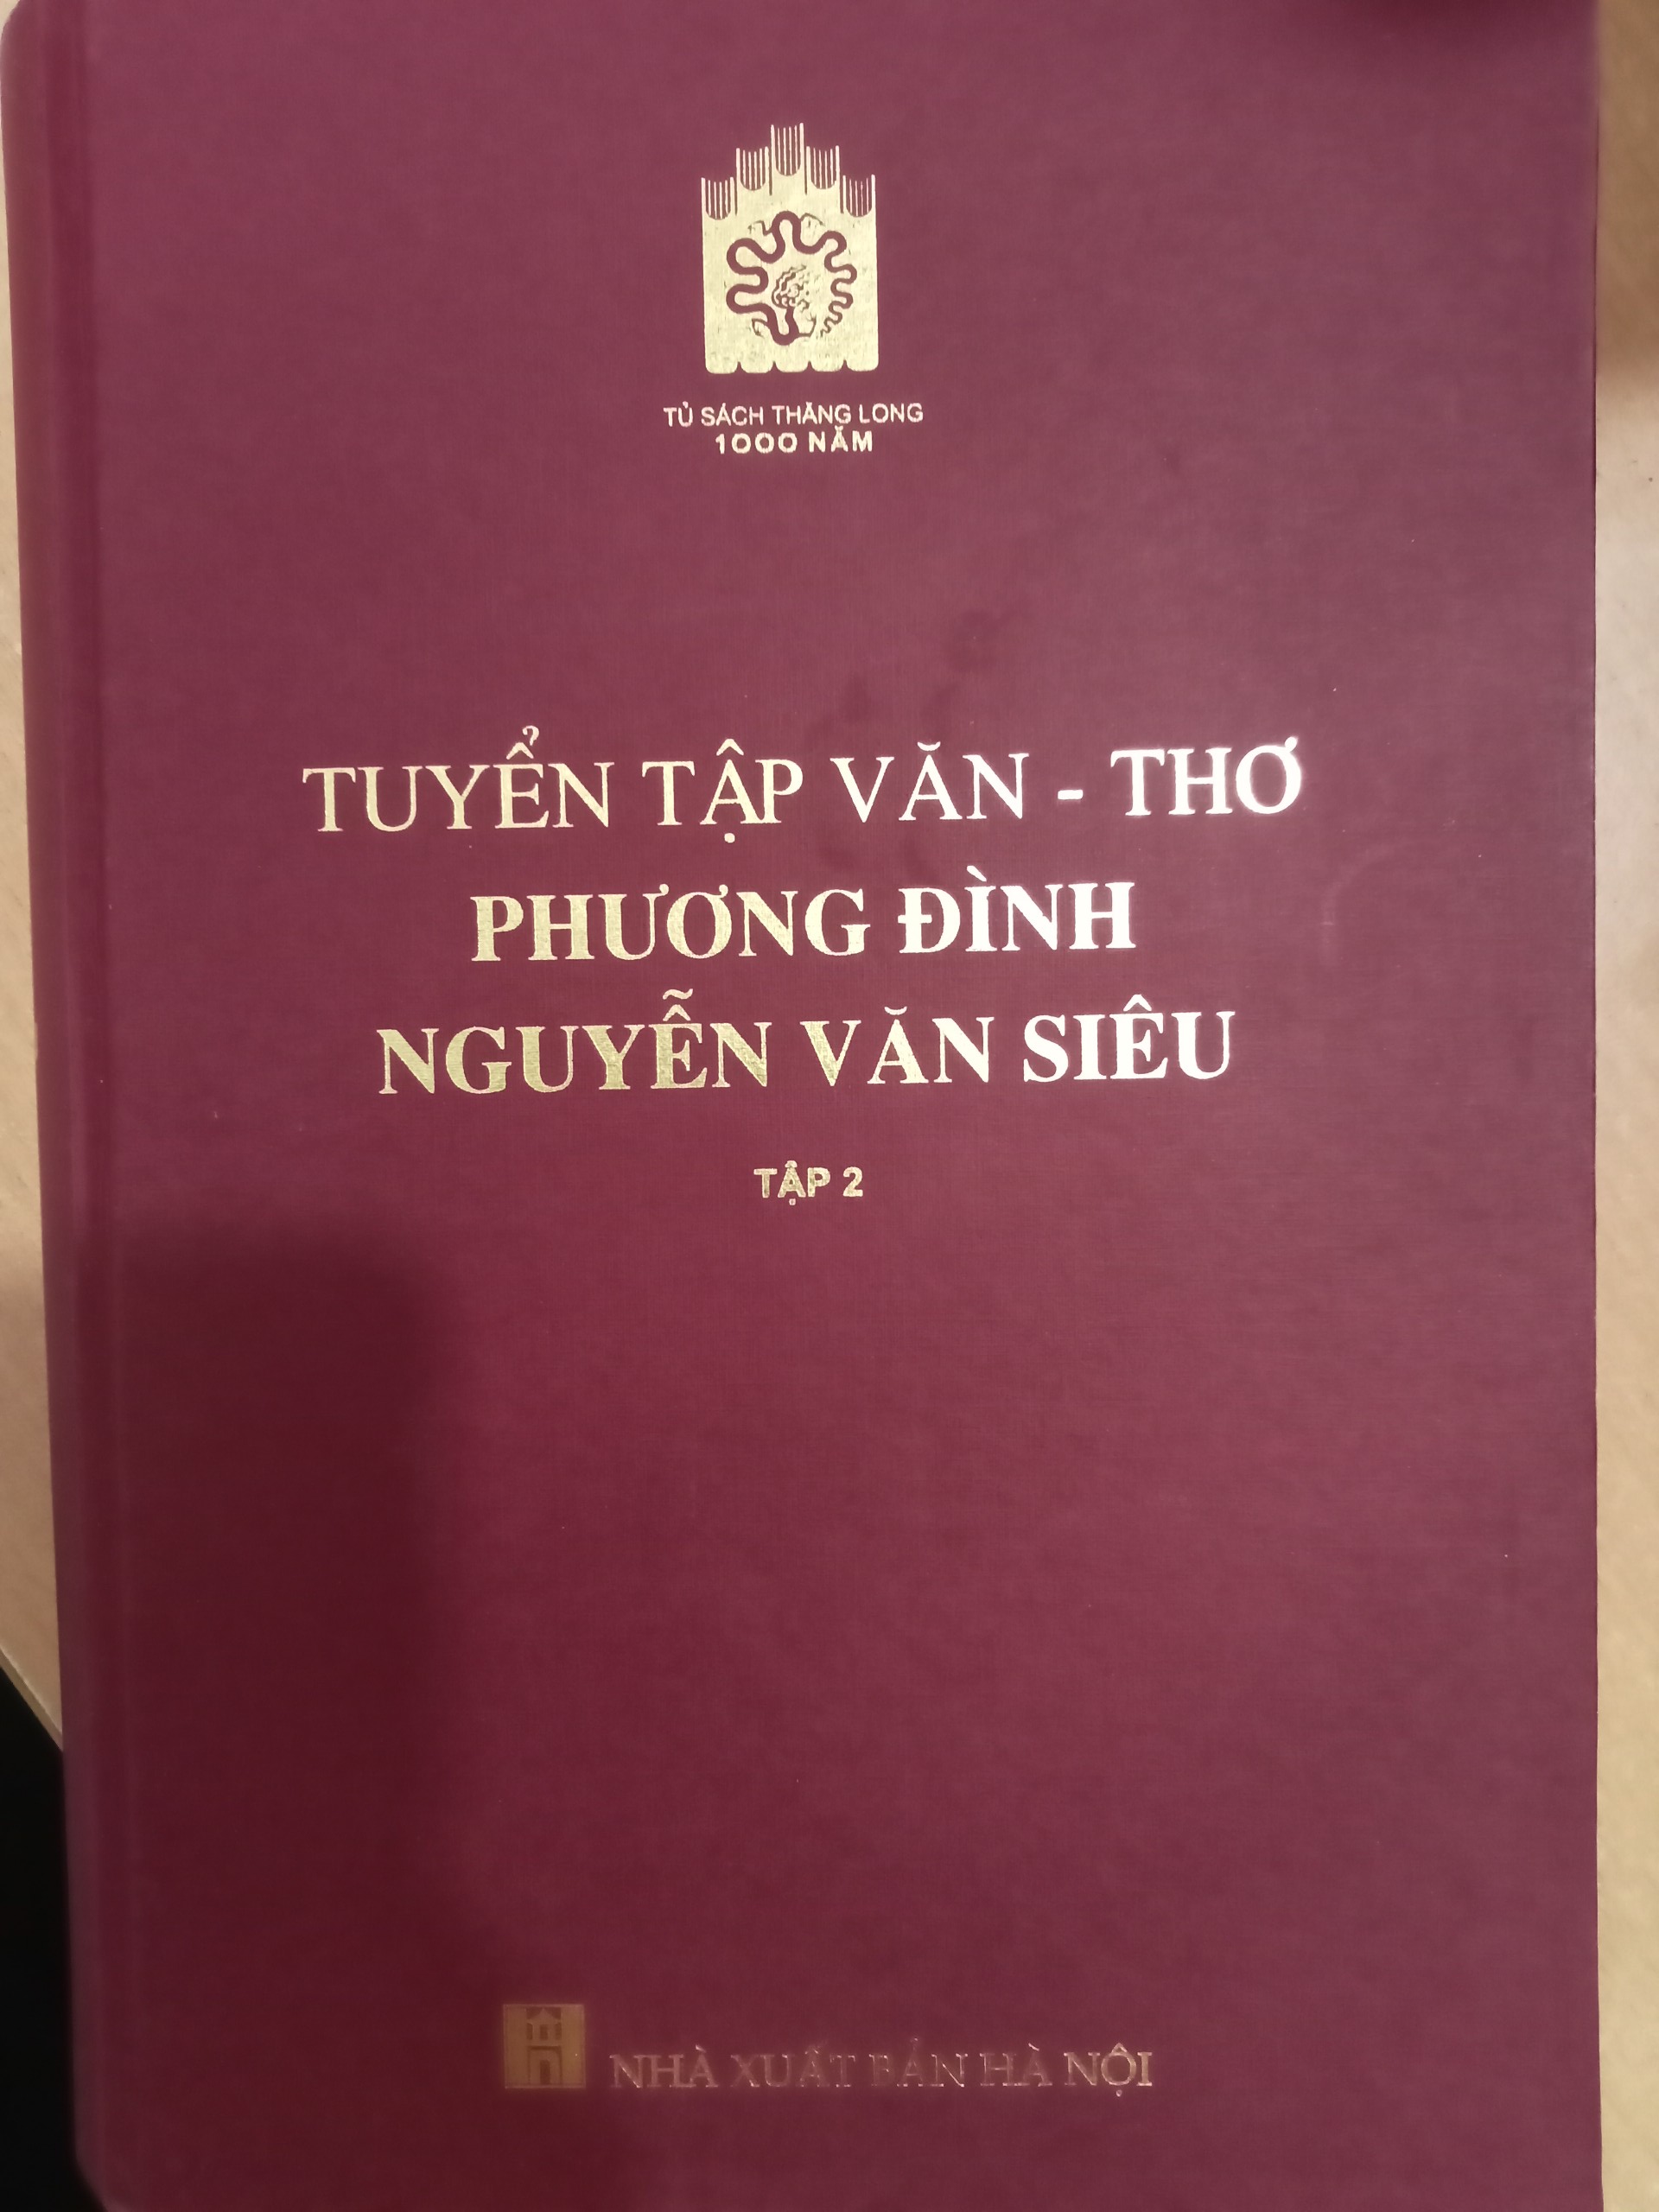 TỦ SÁCH THĂNG LONG
1000 NĂM
TUYỂN TẬP VĂN - THƠ
PHƯƠNG ĐÌNH
NGUYỄN VĂN SIÊU
TẬP 2
NHÀ XUẤT BẢN HÀ NỘI